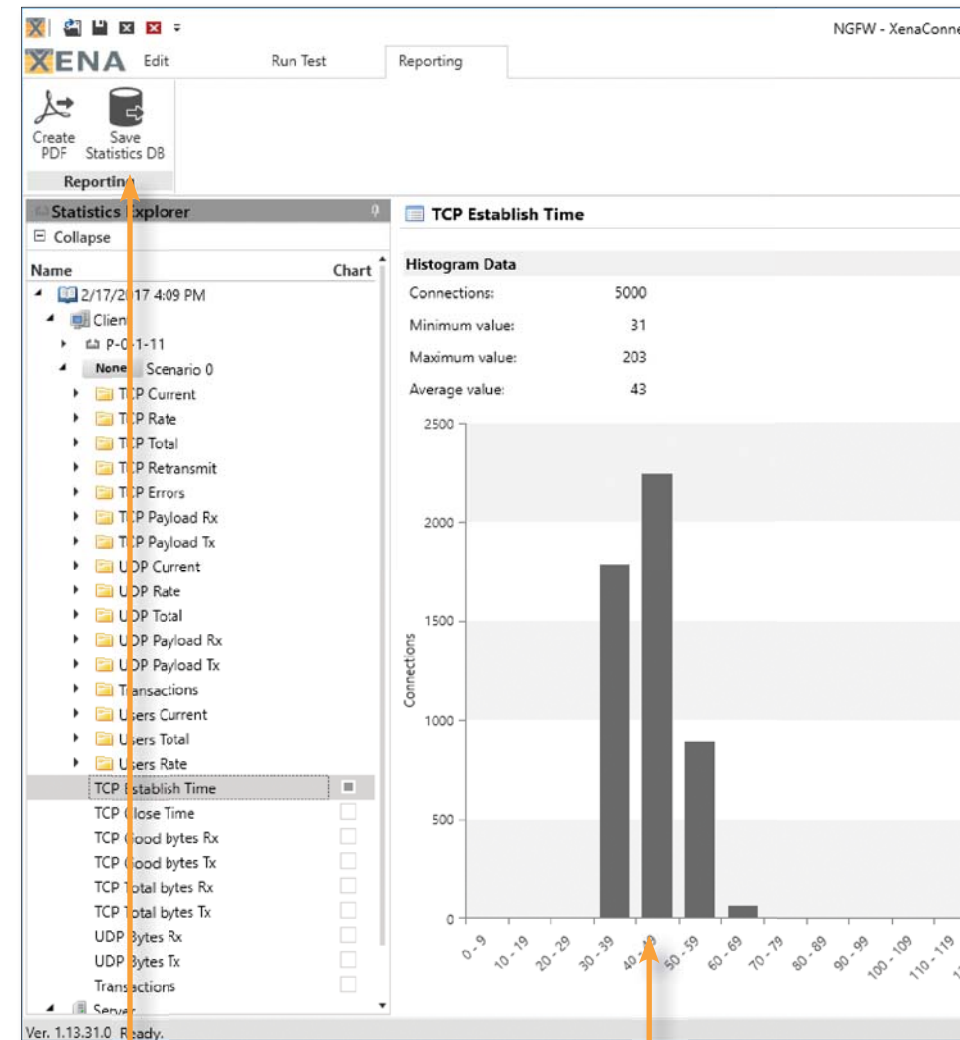 NGFW - XenaConne
XENA Edit Run Test Reporting
Create PDF
Save Statistics DB
Reporting
Statistics Explorer
Collapse
Name Chart
2/17/2017 4:09 PM
Client
P-0-1-11
None Scenario 0
TCP Current
TCP Rate
TCP Total
TCP Retransmit
TCP Errors
TCP Payload Rx
TCP Payload Tx
UDP Current
UDP Rate
UDP Total
UDP Payload Rx
UDP Payload Tx
Transactions
Users Current
Users Total
Users Rate
TCP Establish Time
TCP Close Time
TCP Good bytes Rx
TCP Good bytes Tx
TCP Total bytes Rx
TCP Total bytes Tx
UDP Bytes Rx
UDP Bytes Tx
Transactions
Server
Ver. 1.13.31.0 Ready.
TCP Establish Time
Histogram Data
Connections: 5000
Minimum value: 31
Maximum value: 203
Average value: 43
Connections
2500
2000
1500
1000
500
0
0 - 9
10 - 19
20 - 29
30 - 39
40 - 49
50 - 59
60 - 69
70 - 79
80 - 89
90 - 99
100 - 109
110 - 119